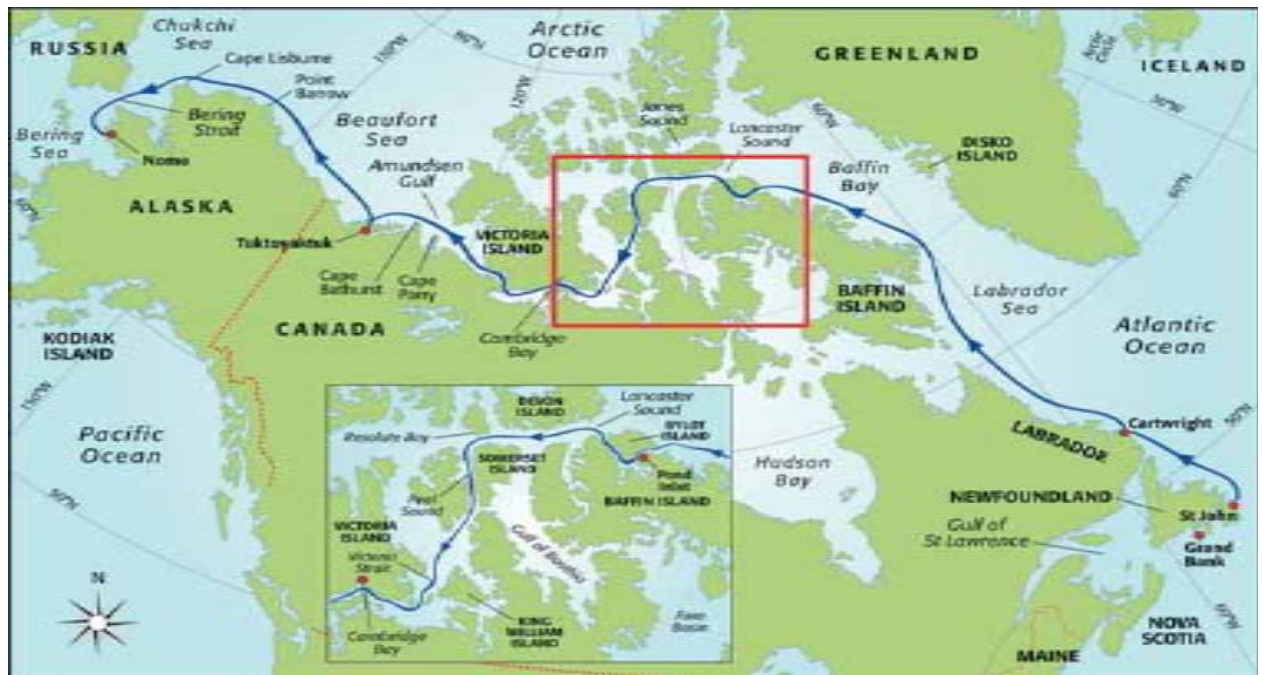 RUSSIA
Chukchi
Sea
Cape Lisburne
Point
Barrow
Bering
Strait
Bering
Sea
Nome
ALASKA
Beaufort
Sea
Amundsen
Gulf
Tuktoyaktuk
Cape
Bathurst
Cape
Parry
VICTORIA
ISLAND
CANADA
Cambridge
Bay
KODIAK
ISLAND
Pacific
Ocean
N
Arctic
Ocean
120°W
Jones
Sound
Lancaster
Sound
GREENLAND
ICELAND
Arctic
Circle
DISKO
ISLAND
Baffin
Bay
BAFFIN
ISLAND
Labrador
Sea
Atlantic
Ocean
LABRADOR
Cartwright
Hudson
Bay
NEWFOUNDLAND
St John
Gulf of
St Lawrence
Grand
Bank
NOVA
SCOTIA
MAINE
50°N
DEVON
ISLAND
Lancaster
Sound
Resolute Bay
BYLOT
ISLAND
SOMERSET
ISLAND
Pond
Inlet
BAFFIN ISLAND
Peel
Sound
VICTORIA
ISLAND
Victoria
Strait
Gulf of Boothia
KING
WILLIAM
ISLAND
Foxe
Basin
Cambridge
Bay